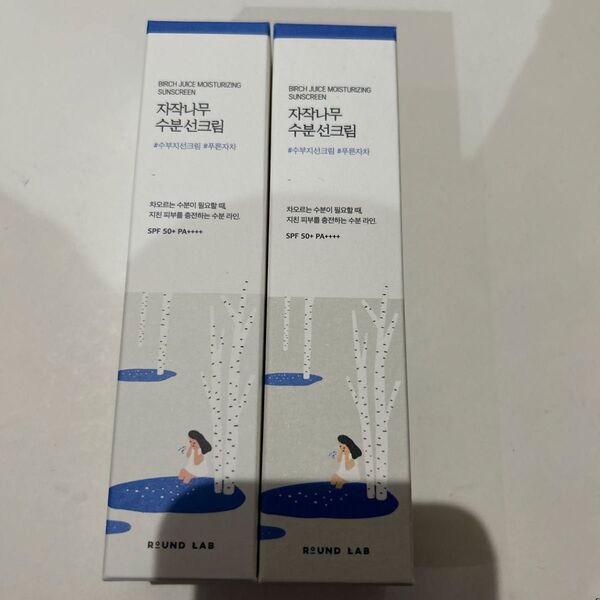 BIRCH JUICE MOISTURIZING
SUNSCREEN
자작나무
수분 선크림
#수부지선크림 #푸른자차
차오르는 수분이 필요할 때,
지친 피부를 충전하는 수분 라인.
SPF 50+ PA++++
ROUND LAB
BIRCH JUICE MOISTURIZING
SUNSCREEN
자작나무
수분 선크림
#수부지선크림 #푸른자차
차오르는 수분이 필요할 때,
지친 피부를 충전하는 수분 라인.
SPF 50+ PA++++
ROUND LAB